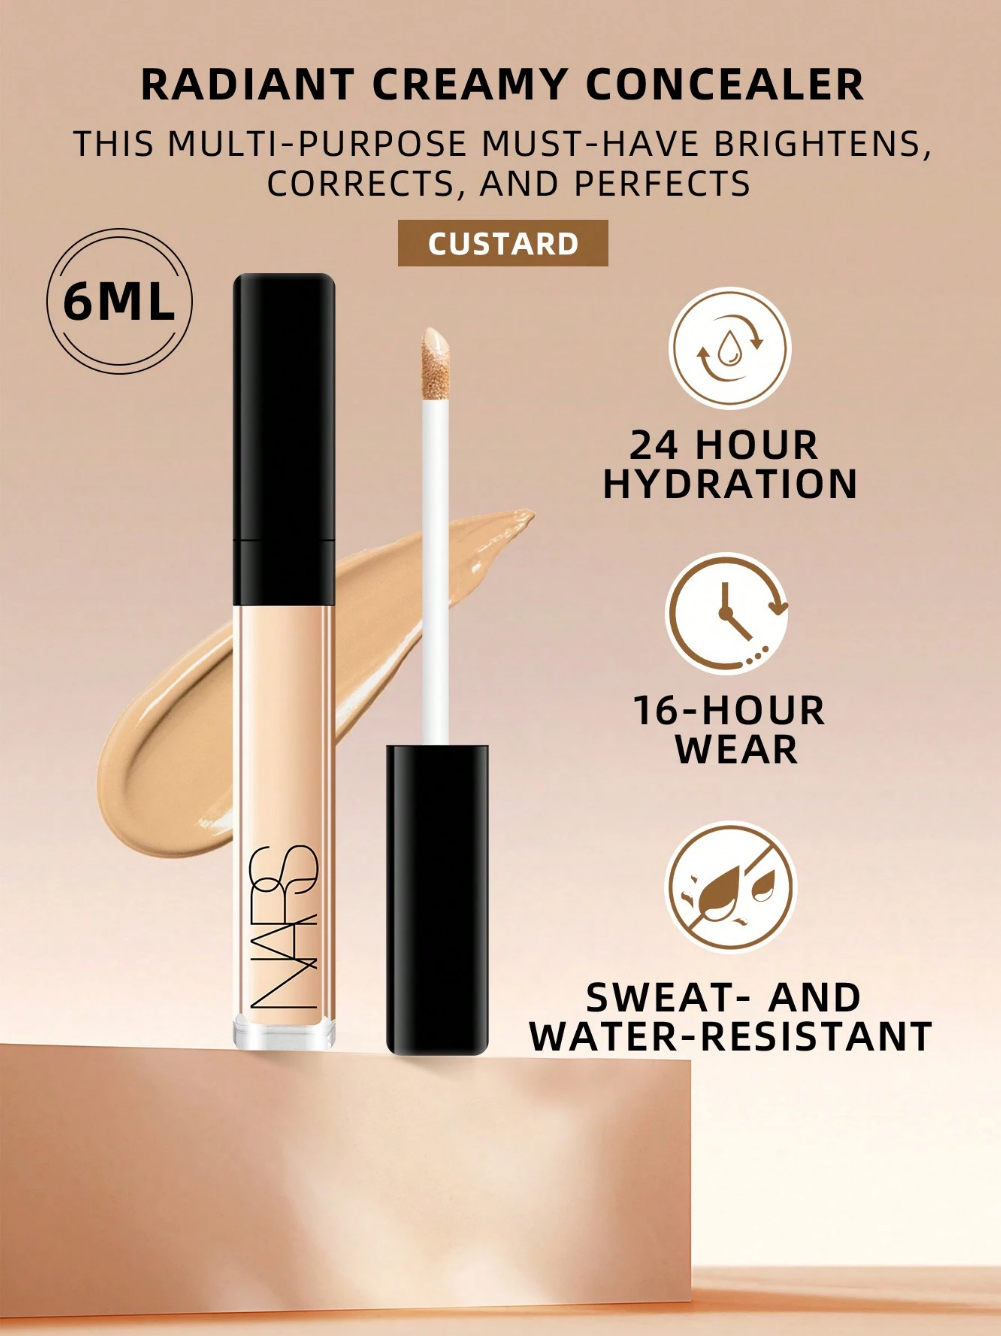 RADIANT CREAMY CONCEALER
THIS MULTI-PURPOSE MUST-HAVE BRIGHTENS,
CORRECTS, AND PERFECTS
CUSTARD
6ML
24 HOUR
HYDRATION
16-HOUR
WEAR
NARS
SWEAT- AND
WATER-RESISTANT